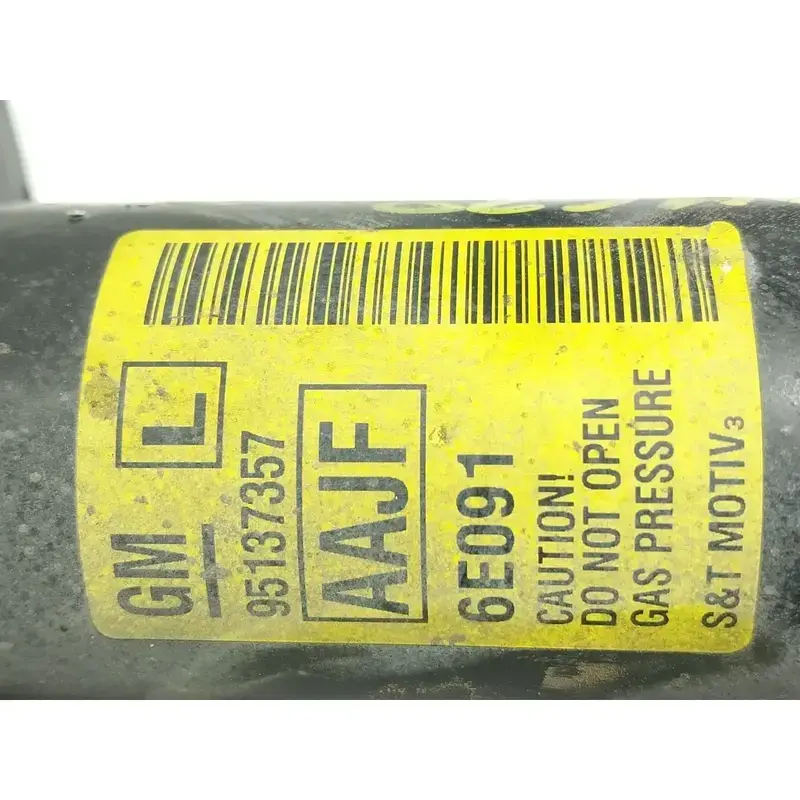 GM L
95137357
AAJF
6E091
CAUTION!
DO NOT OPEN
GAS PRESSURE
S&T MOTIV3